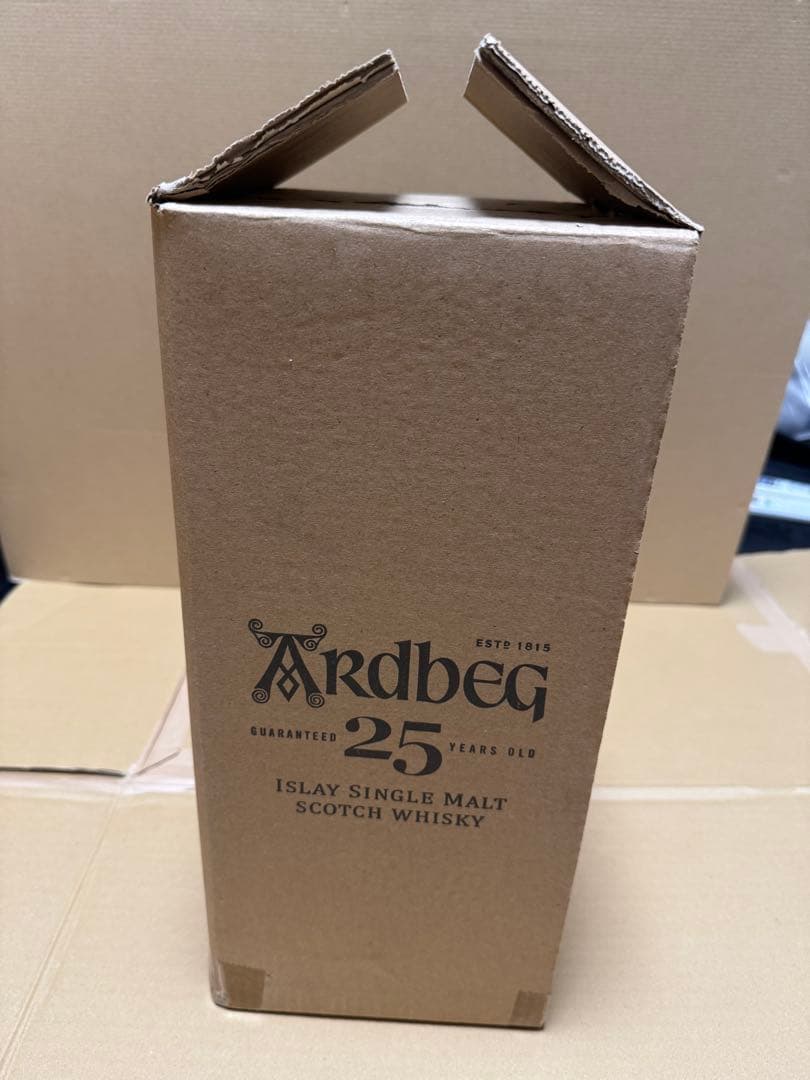 ESTD 1815
ARDBEG
GUARANTEED 25 YEARS OLD
ISLAY SINGLE MALT
SCOTCH WHISKY